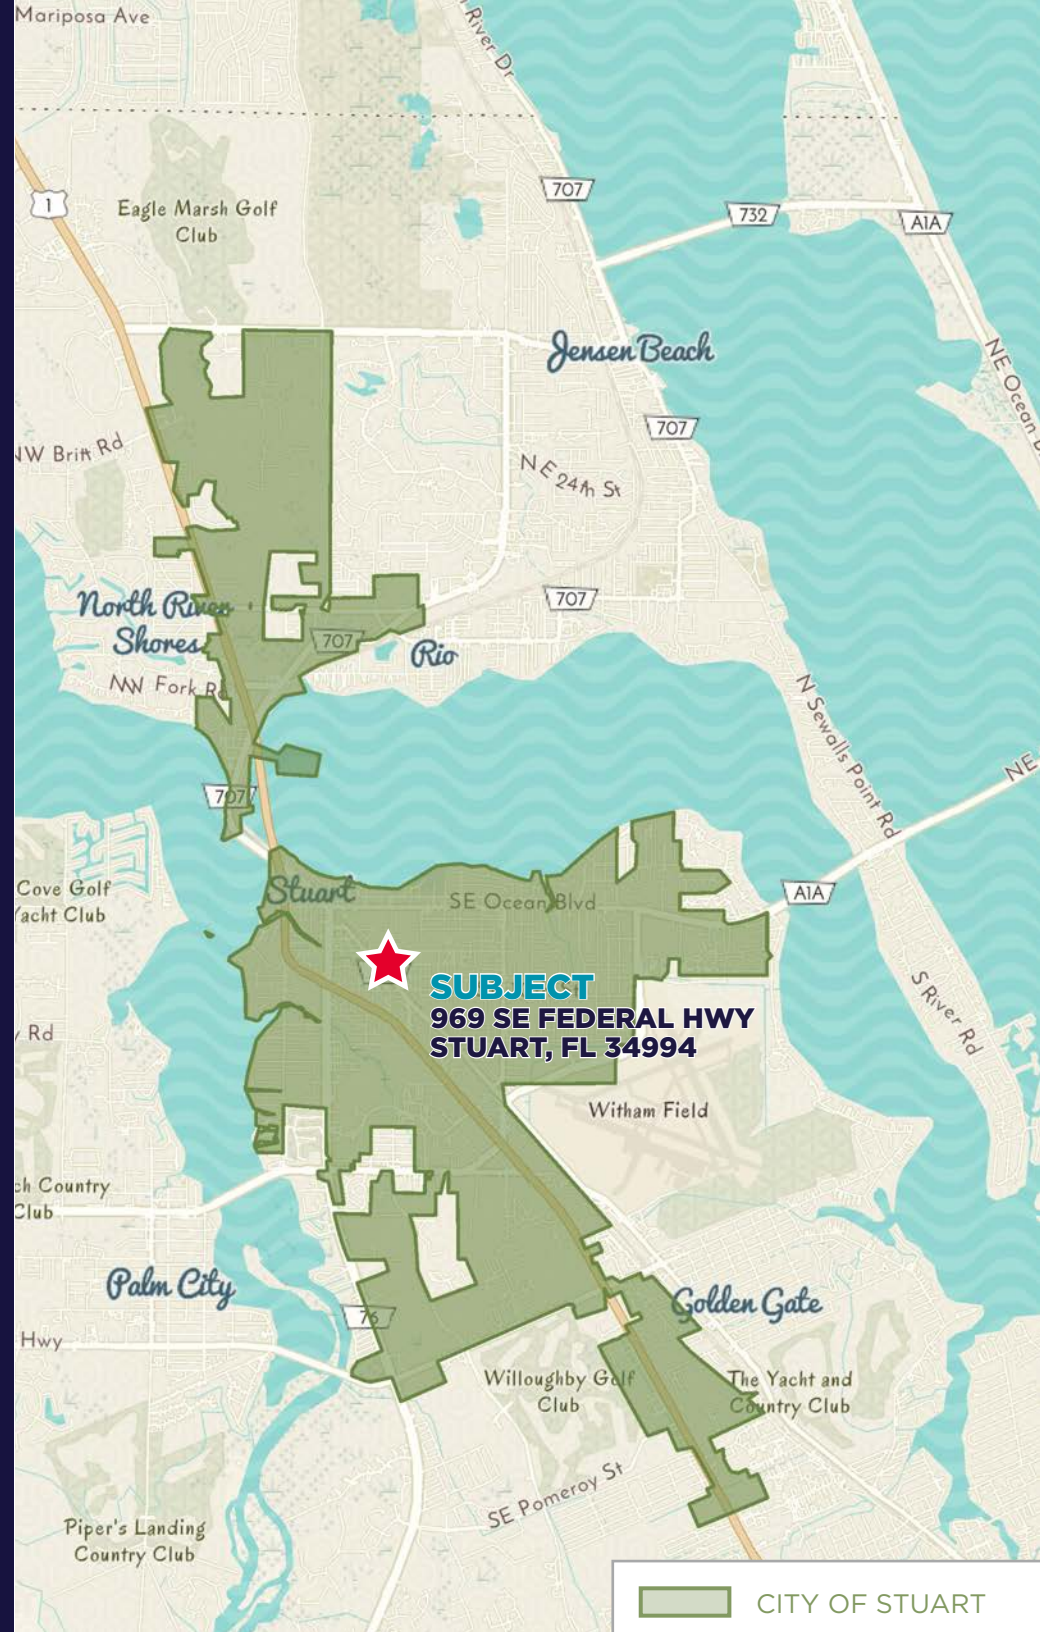 Mariposa Ave
River Dr
1
Eagle Marsh Golf
Club
707
732
A1A
Jensen Beach
NE Ocean
707
NW Britt Rd
NE 24th St
North River
Shores
707
707
Rio
NW Fork Rd
N Sewalls Point Rd
NE
707
Cove Golf
Yacht Club
Stuart
SE Ocean Blvd
A1A
SUBJECT
969 SE FEDERAL HWY
STUART, FL 34994
Rd
S River Rd
Witham Field
Country
Club
Palm City
Golden Gate
76
Hwy
Willoughby Golf
Club
The Yacht and
Country Club
SE Pomeroy St
Piper's Landing
Country Club
CITY OF STUART